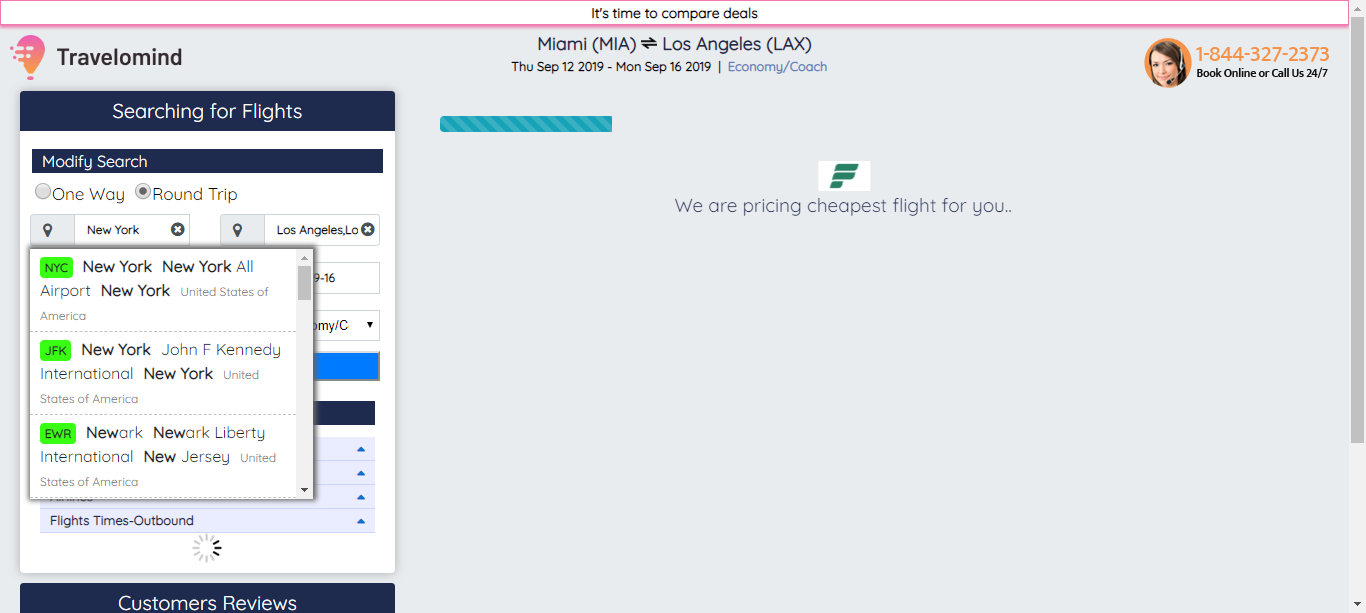 It's time to compare deals
Travelomind
Miami (MIA) ⇌ Los Angeles (LAX)
Thu Sep 12 2019 - Mon Sep 16 2019 | Economy/Coach
1-844-327-2373
Book Online or Call Us 24/7
Searching for Flights
Modify Search
One Way Round Trip
New York
Los Angeles,Lo
NYC New York New York All
Airport New York United States of
America
JFK New York John F Kennedy
International New York United
States of America
EWR Newark Newark Liberty
International New Jersey United
States of America
9-16
omy/C
Flights Times-Outbound
Customers Reviews
We are pricing cheapest flight for you..